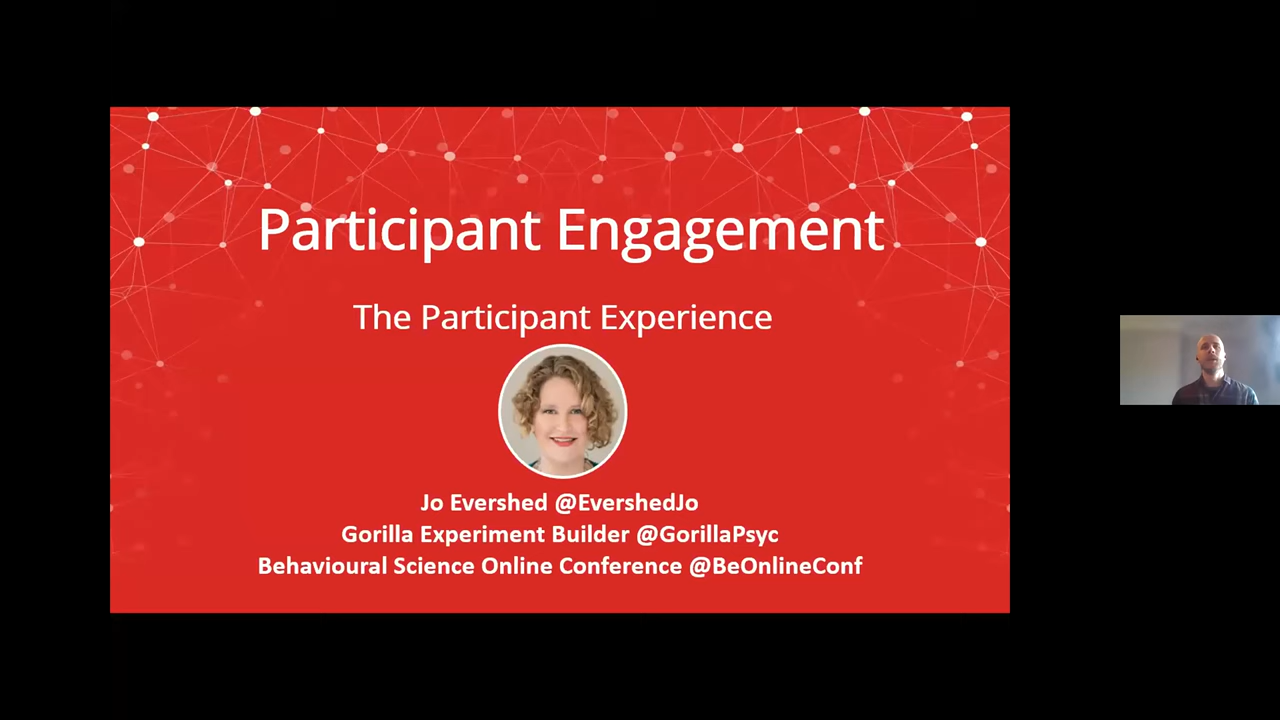 Participant Engagement
The Participant Experience
Jo Evershed @EvershedJo
Gorilla Experiment Builder @GorillaPsyc
Behavioural Science Online Conference @BeOnlineConf